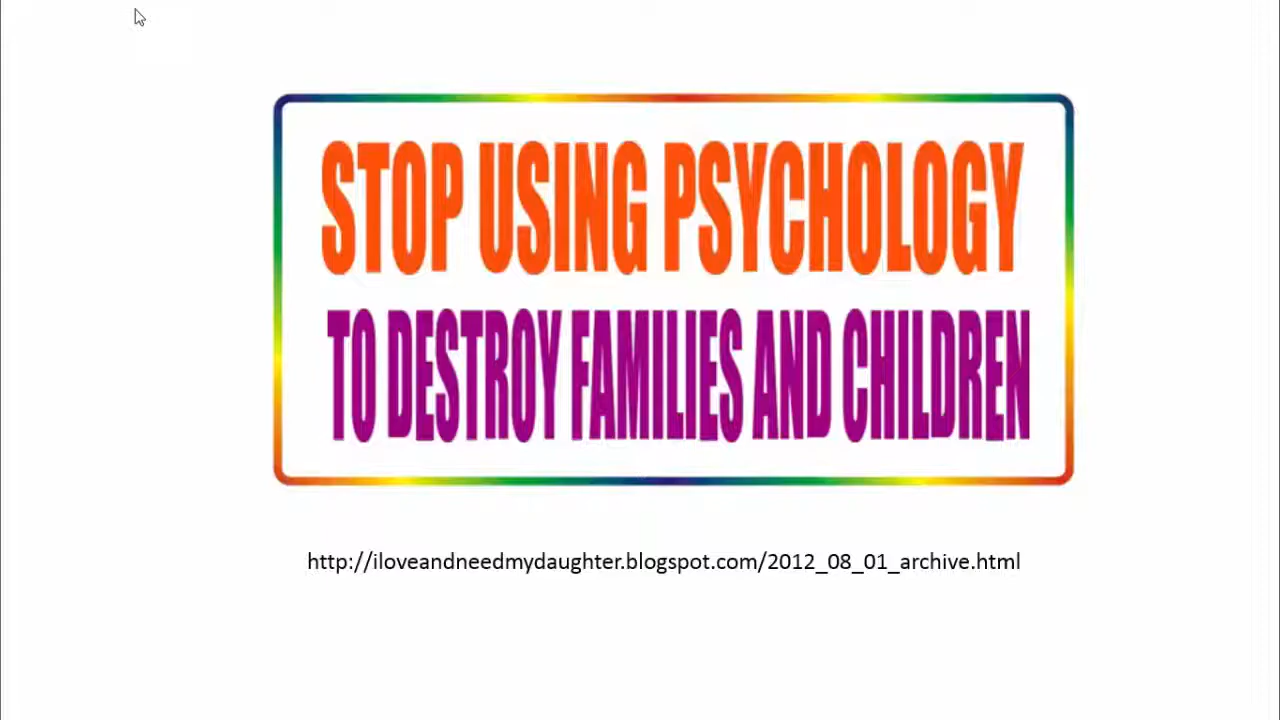 STOP USING PSYCHOLOGY
TO DESTROY FAMILIES AND CHILDREN
http://iloveandneedmydaughter.blogspot.com/2012_08_01_archive.html